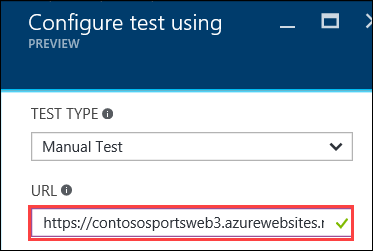 Configure test using
PREVIEW
TEST TYPE
Manual Test
URL
https://contososportsweb3.azurewebsites.